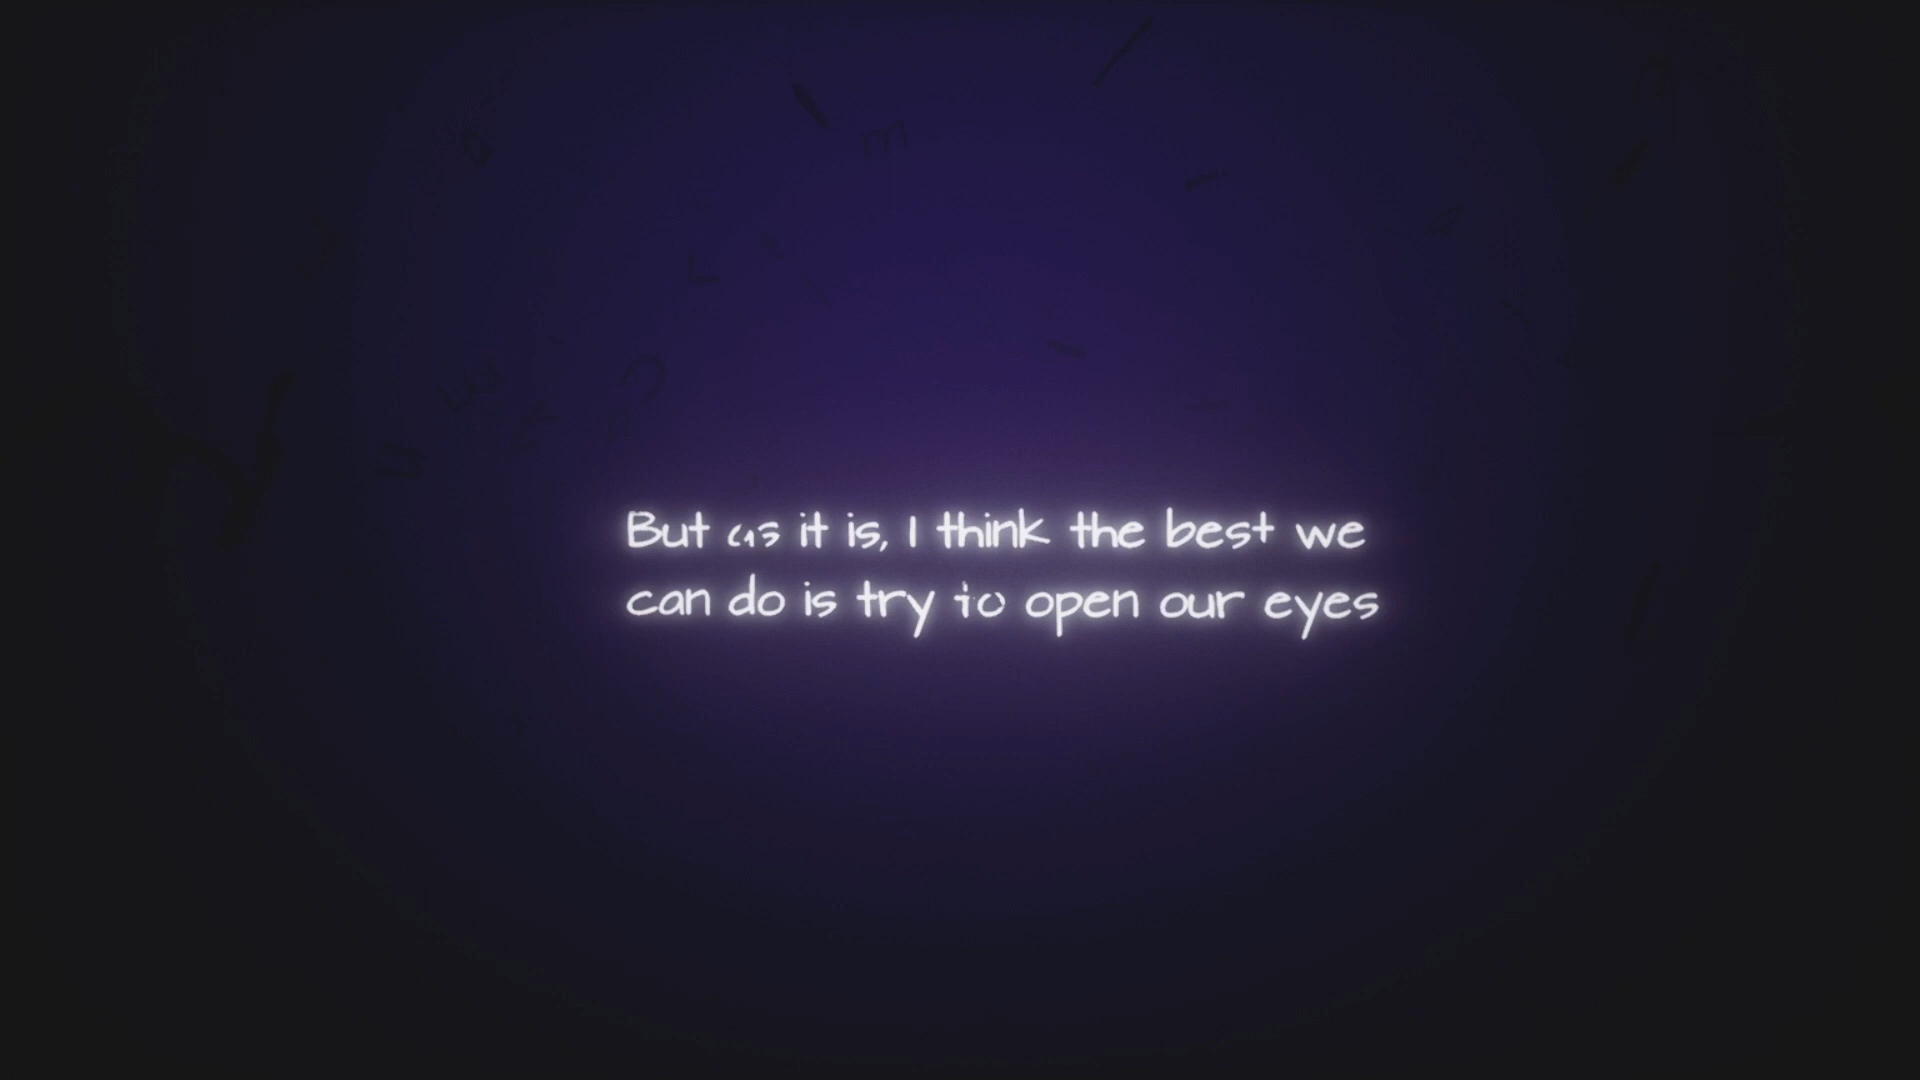 But as it is, I think the best we
can do is try to open our eyes